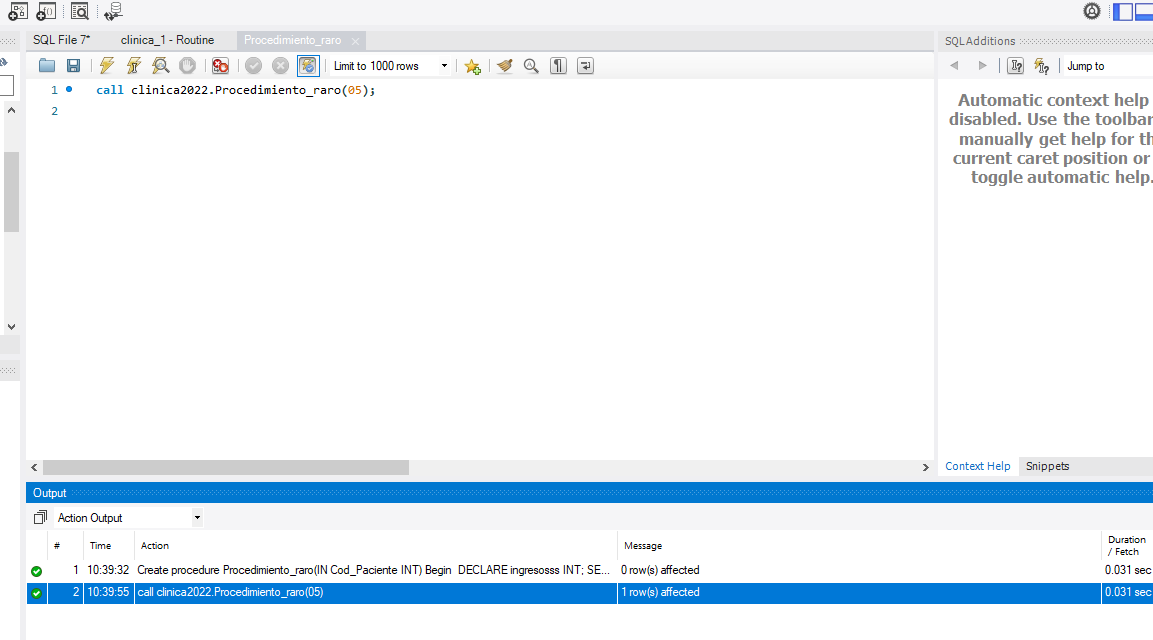 SQL File 7*
clinica_1 - Routine
Procedimiento_raro
SQLAdditions
Limit to 1000 rows
Jump to
1
call clinica2022.Procedimiento_raro(05);
2
Automatic context help
disabled. Use the toolbar
manually get help for th
current caret position or
toggle automatic help.
Context Help
Snippets
Output
Action Output
# Time Action Message Duration / Fetch
1 10:39:32 Create procedure Procedimiento_raro(IN Cod_Paciente INT) Begin DECLARE ingresosss INT; SE... 0 row(s) affected 0.031 sec
2 10:39:55 call clinica2022.Procedimiento_raro(05) 1 row(s) affected 0.031 sec